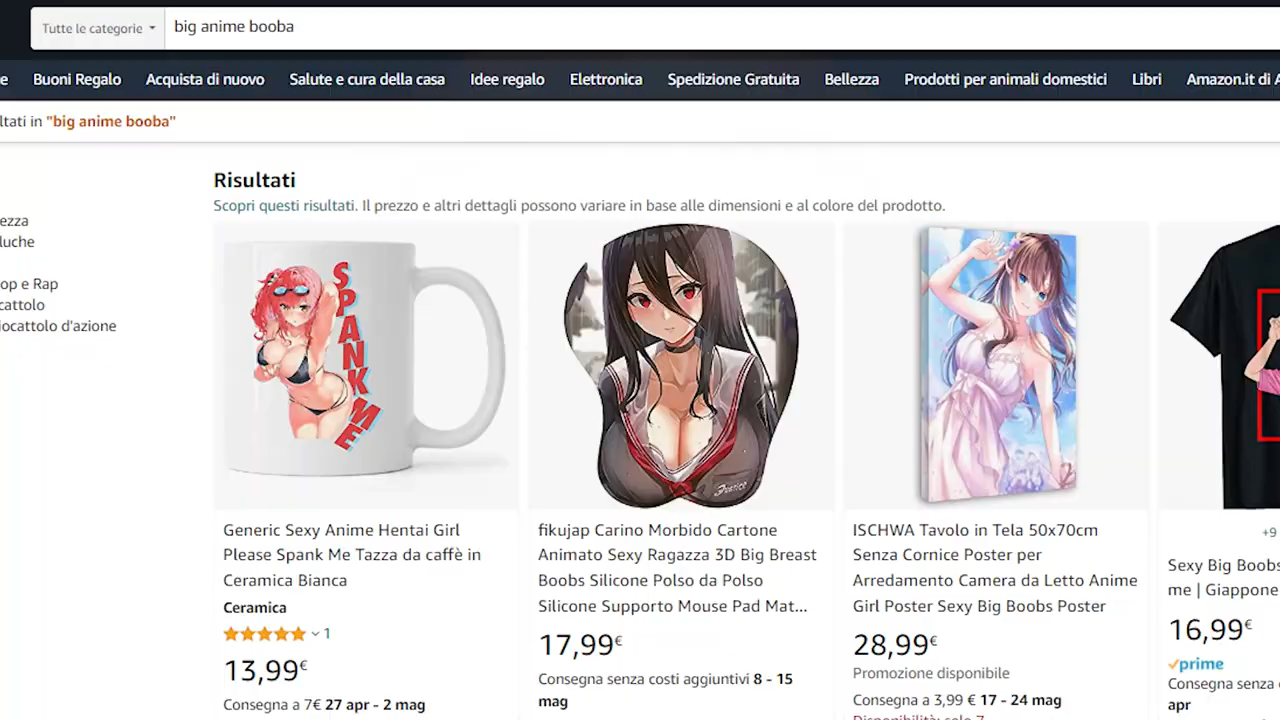 Tutte le categorie
big anime booba
e Buoni Regalo Acquista di nuovo Salute e cura della casa Idee regalo Elettronica Spedizione Gratuita Bellezza Prodotti per animali domestici Libri Amazon.it di A
ltati in "big anime booba"
Risultati
Scopri questi risultati. Il prezzo e altri dettagli possono variare in base alle dimensioni e al colore del prodotto.
ezza
luche
op e Rap
cattolo
iocattolo d'azione
SPANK ME
Generic Sexy Anime Hentai Girl
Please Spank Me Tazza da caffè in
Ceramica Bianca
Ceramica
1
13,99€
Consegna a 7€ 27 apr - 2 mag
fikujap Carino Morbido Cartone
Animato Sexy Ragazza 3D Big Breast
Boobs Silicone Polso da Polso
Silicone Supporto Mouse Pad Mat...
17,99€
Consegna senza costi aggiuntivi 8 - 15
mag
ISCHWA Tavolo in Tela 50x70cm
Senza Cornice Poster per
Arredamento Camera da Letto Anime
Girl Poster Sexy Big Boobs Poster
28,99€
Promozione disponibile
Consegna a 3,99 € 17 - 24 mag
Disponibilità: solo 7
+9
Sexy Big Boobs
me | Giappone
16,99€
prime
Consegna senza
apr